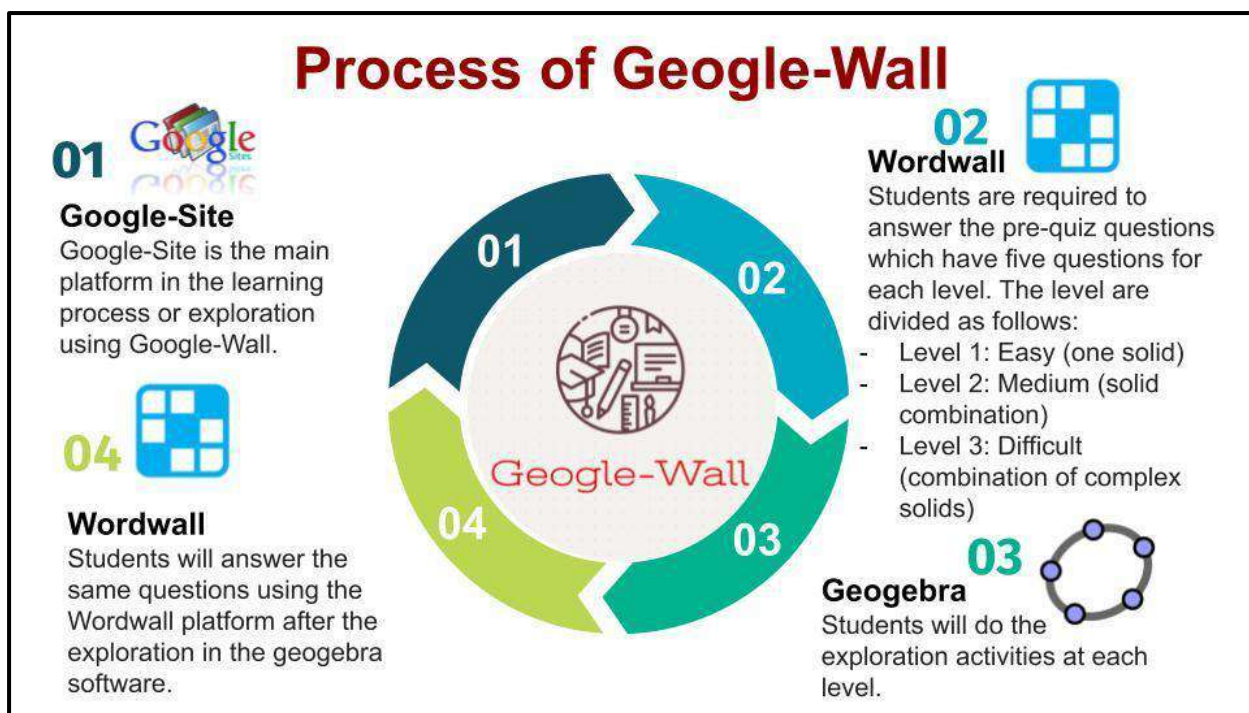 Process of Geogle-Wall
01
Google
Sites
Google-Site
Google-Site is the main
platform in the learning
process or exploration
using Google-Wall.
02
Wordwall
Students are required to
answer the pre-quiz questions
which have five questions for
each level. The level are
divided as follows:
- Level 1: Easy (one solid)
- Level 2: Medium (solid
combination)
- Level 3: Difficult
(combination of complex
solids)
03
Geogebra
Students will do the
exploration activities at each
level.
04
Wordwall
Students will answer the
same questions using the
Wordwall platform after the
exploration in the geogebra
software.
01
02
03
04
Geogle-Wall